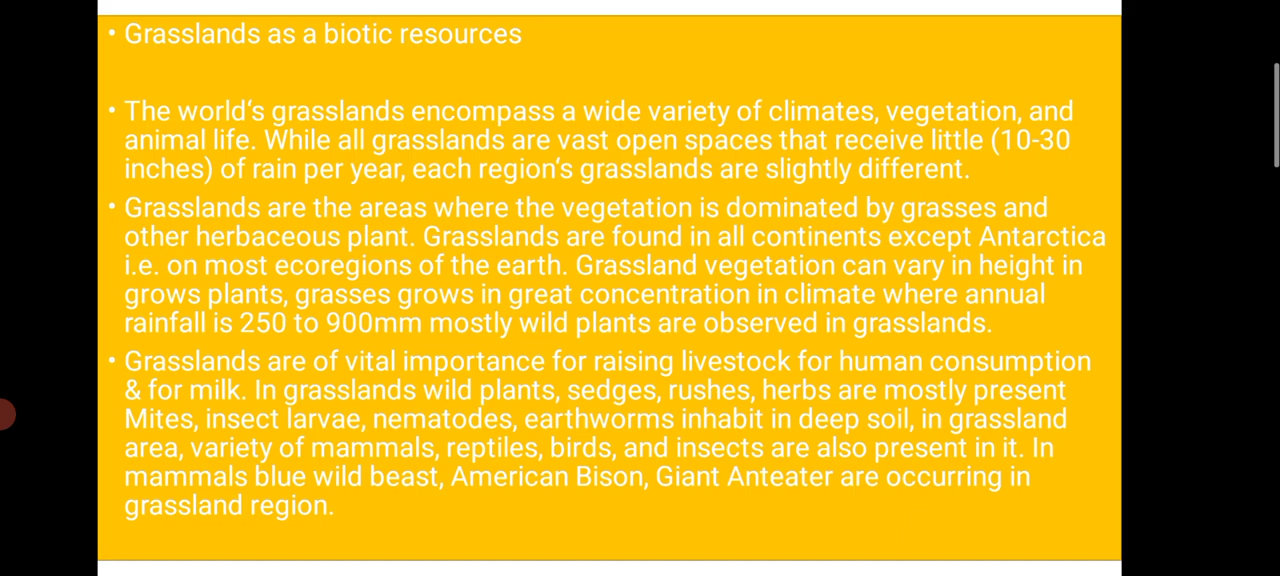 • Grasslands as a biotic resources
• The world‘s grasslands encompass a wide variety of climates, vegetation, and
animal life. While all grasslands are vast open spaces that receive little (10-30
inches) of rain per year, each region‘s grasslands are slightly different.
• Grasslands are the areas where the vegetation is dominated by grasses and
other herbaceous plant. Grasslands are found in all continents except Antarctica
i.e. on most ecoregions of the earth. Grassland vegetation can vary in height in
grows plants, grasses grows in great concentration in climate where annual
rainfall is 250 to 900mm mostly wild plants are observed in grasslands.
• Grasslands are of vital importance for raising livestock for human consumption
& for milk. In grasslands wild plants, sedges, rushes, herbs are mostly present
Mites, insect larvae, nematodes, earthworms inhabit in deep soil, in grassland
area, variety of mammals, reptiles, birds, and insects are also present in it. In
mammals blue wild beast, American Bison, Giant Anteater are occurring in
grassland region.